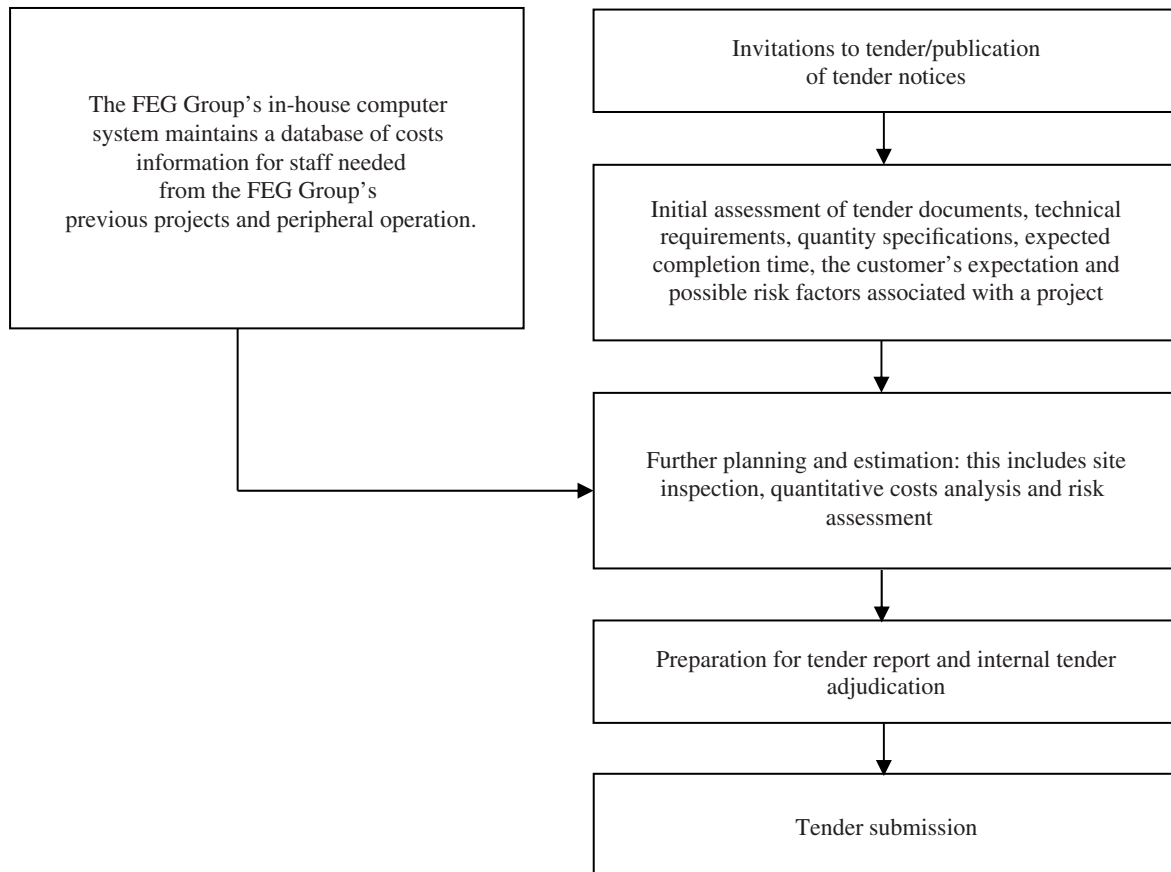 The FEG Group’s in-house computer
system maintains a database of costs
information for staff needed
from the FEG Group’s
previous projects and peripheral operation.
Invitations to tender/publication
of tender notices
Initial assessment of tender documents, technical
requirements, quantity specifications, expected
completion time, the customer’s expectation and
possible risk factors associated with a project
Further planning and estimation: this includes site
inspection, quantitative costs analysis and risk
assessment
Preparation for tender report and internal tender
adjudication
Tender submission